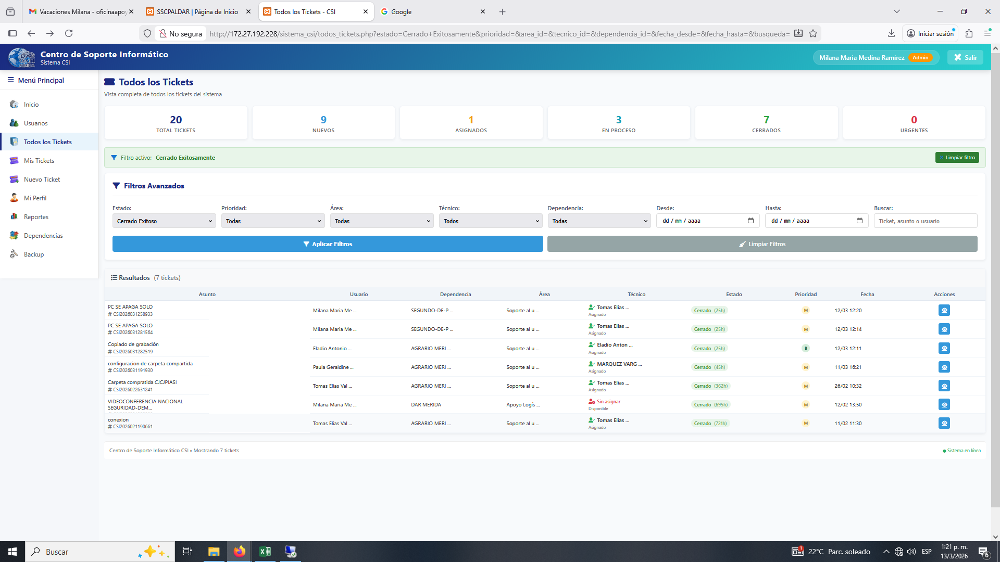 Vacaciones Milana - oficinaapoy
SSCPALDAR | Página de Inicio
Todos los Tickets - CSI
Google
No segura
http://172.27.192.228/sistema_csi/todos_tickets.php?estado=Cerrado+Exitosamente&prioridad=&area_id=&tecnico_id=&dependencia_id=&fecha_desde=&fecha_hasta=&busqueda=
Iniciar sesión
DAR
OATI
MÉRIDA
Centro de Soporte Informático
Sistema CSI
Milana Maria Medina Ramirez Admin
Salir
Menú Principal
Inicio
Usuarios
Todos los Tickets
Mis Tickets
Nuevo Ticket
Mi Perfil
Reportes
Dependencias
Backup
Todos los Tickets
Vista completa de todos los tickets del sistema
20
TOTAL TICKETS
9
NUEVOS
1
ASIGNADOS
3
EN PROCESO
7
CERRADOS
0
URGENTES
Filtro activo: Cerrado Exitosamente
Limpiar filtro
Filtros Avanzados
Estado: Prioridad: Área: Técnico: Dependencia: Desde: Hasta: Buscar:
Cerrado Exitoso Todas Todas Todos Todas dd / mm / aaaa dd / mm / aaaa Ticket, asunto o usuario
Aplicar Filtros
Limpiar Filtros
Resultados (7 tickets)
Asunto Usuario Dependencia Área Técnico Estado Prioridad Fecha Acciones
PC SE APAGA SOLO
# CSI2026031258933
Milana Maria Me ... SEGUNDO-DE-P ... Soporte al u ... Tomas Elias ... Cerrado (25h) M 12/03 12:20
Asignado
PC SE APAGA SOLO
# CSI2026031281564
Milana Maria Me ... SEGUNDO-DE-P ... Soporte al u ... Tomas Elias ... Cerrado (25h) M 12/03 12:14
Asignado
Copiado de grabación
# CSI2026031282519
Eladio Antonio ... AGRARIO MERI ... Soporte al u ... Eladio Anton ... Cerrado (25h) B 12/03 12:11
Asignado
configuracion de carpeta compartida
# CSI2026031191930
Paula Geraldine ... AGRARIO MERI ... Soporte al u ... MARQUEZ VARG ... Cerrado (45h) M 11/03 16:21
Asignado
Carpeta compratida CJCJPIASI
# CSI2026022631241
Tomas Elias Val ... AGRARIO MERI ... Soporte al u ... Tomas Elias ... Cerrado (362h) M 26/02 10:32
Asignado
VIDEOCONFERENCIA NACIONAL
SEGURIDAD-DEM...
Milana Maria Me ... DAR MERIDA Apoyo Logís ... Sin asignar Cerrado (695h) M 12/02 13:50
Disponible
conexion
# CSI2026021190661
Tomas Elias Val ... AGRARIO MERI ... Soporte al u ... Tomas Elias ... Cerrado (721h) M 11/02 11:30
Asignado
Centro de Soporte Informático CSI • Mostrando 7 tickets
Sistema en línea
Buscar
1
22°C Parc. soleado
ESP
1:21 p. m.
13/3/2026
6